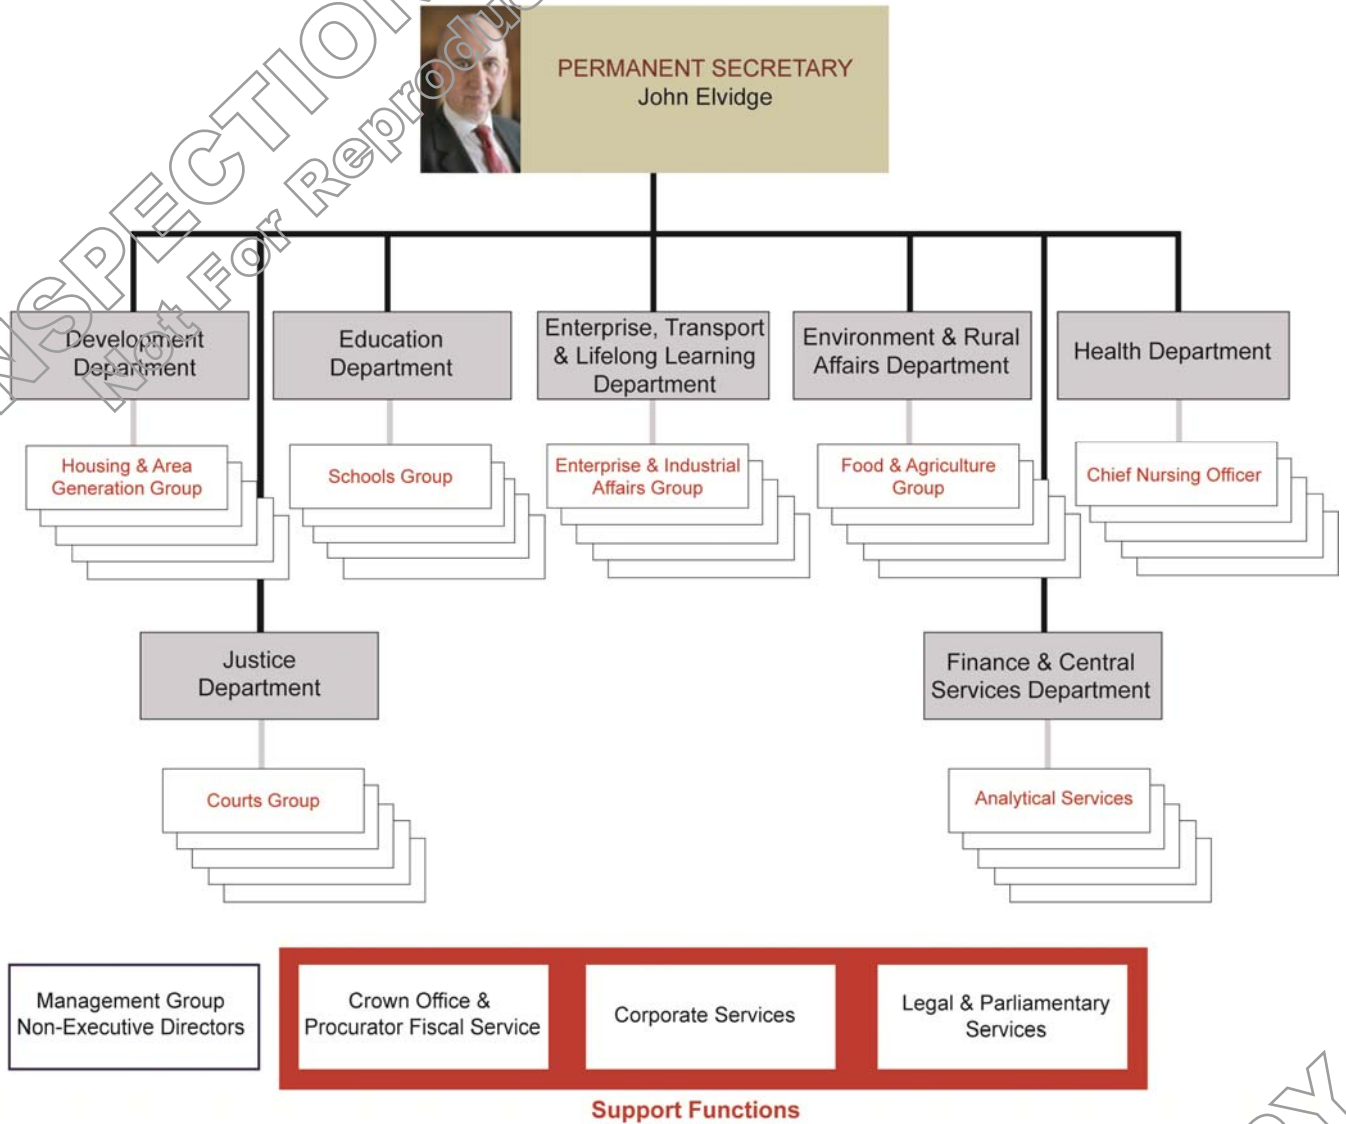 PERMANENT SECRETARY
John Elvidge
Development
Department
Education
Department
Enterprise, Transport
& Lifelong Learning
Department
Environment & Rural
Affairs Department
Health Department
Housing & Area
Generation Group
Schools Group
Enterprise & Industrial
Affairs Group
Food & Agriculture
Group
Chief Nursing Officer
Justice
Department
Finance & Central
Services Department
Courts Group
Analytical Services
Management Group
Non-Executive Directors
Crown Office &
Procurator Fiscal Service
Corporate Services
Legal & Parliamentary
Services
Support Functions
NSPECTION
Not For Reproduc